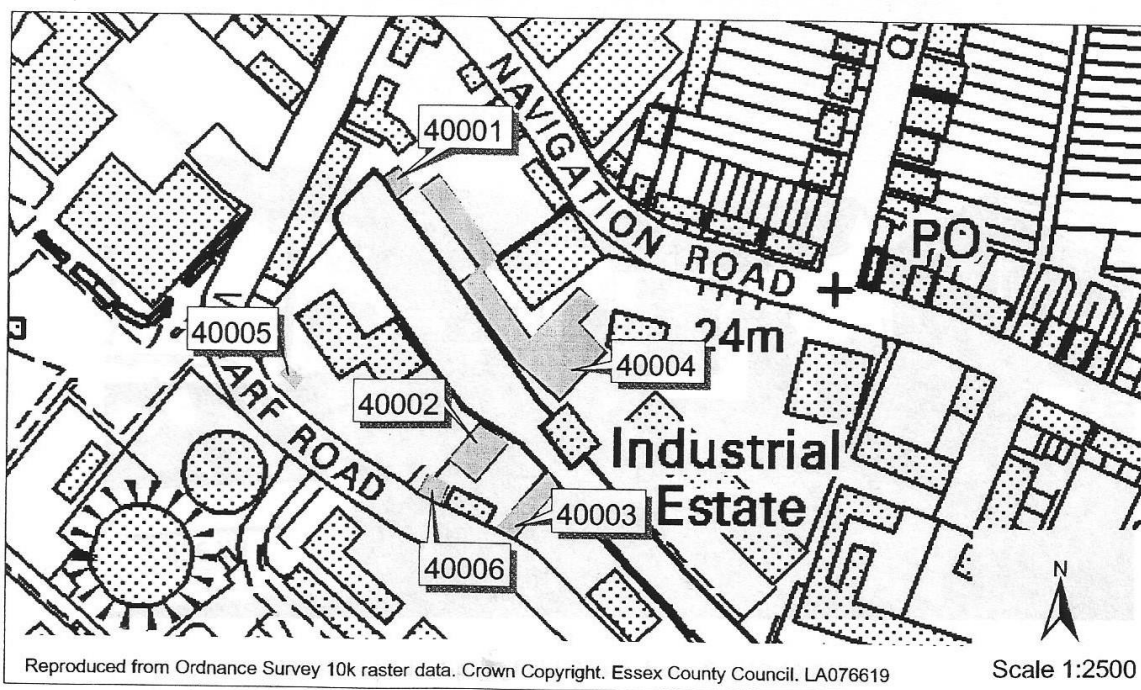 NAVIGATION ROAD
40001
PO
40005
24m
40004
40002
ARF ROAD
Industrial
Estate
40003
40006
N
Reproduced from Ordnance Survey 10k raster data. Crown Copyright. Essex County Council. LA076619
Scale 1:2500